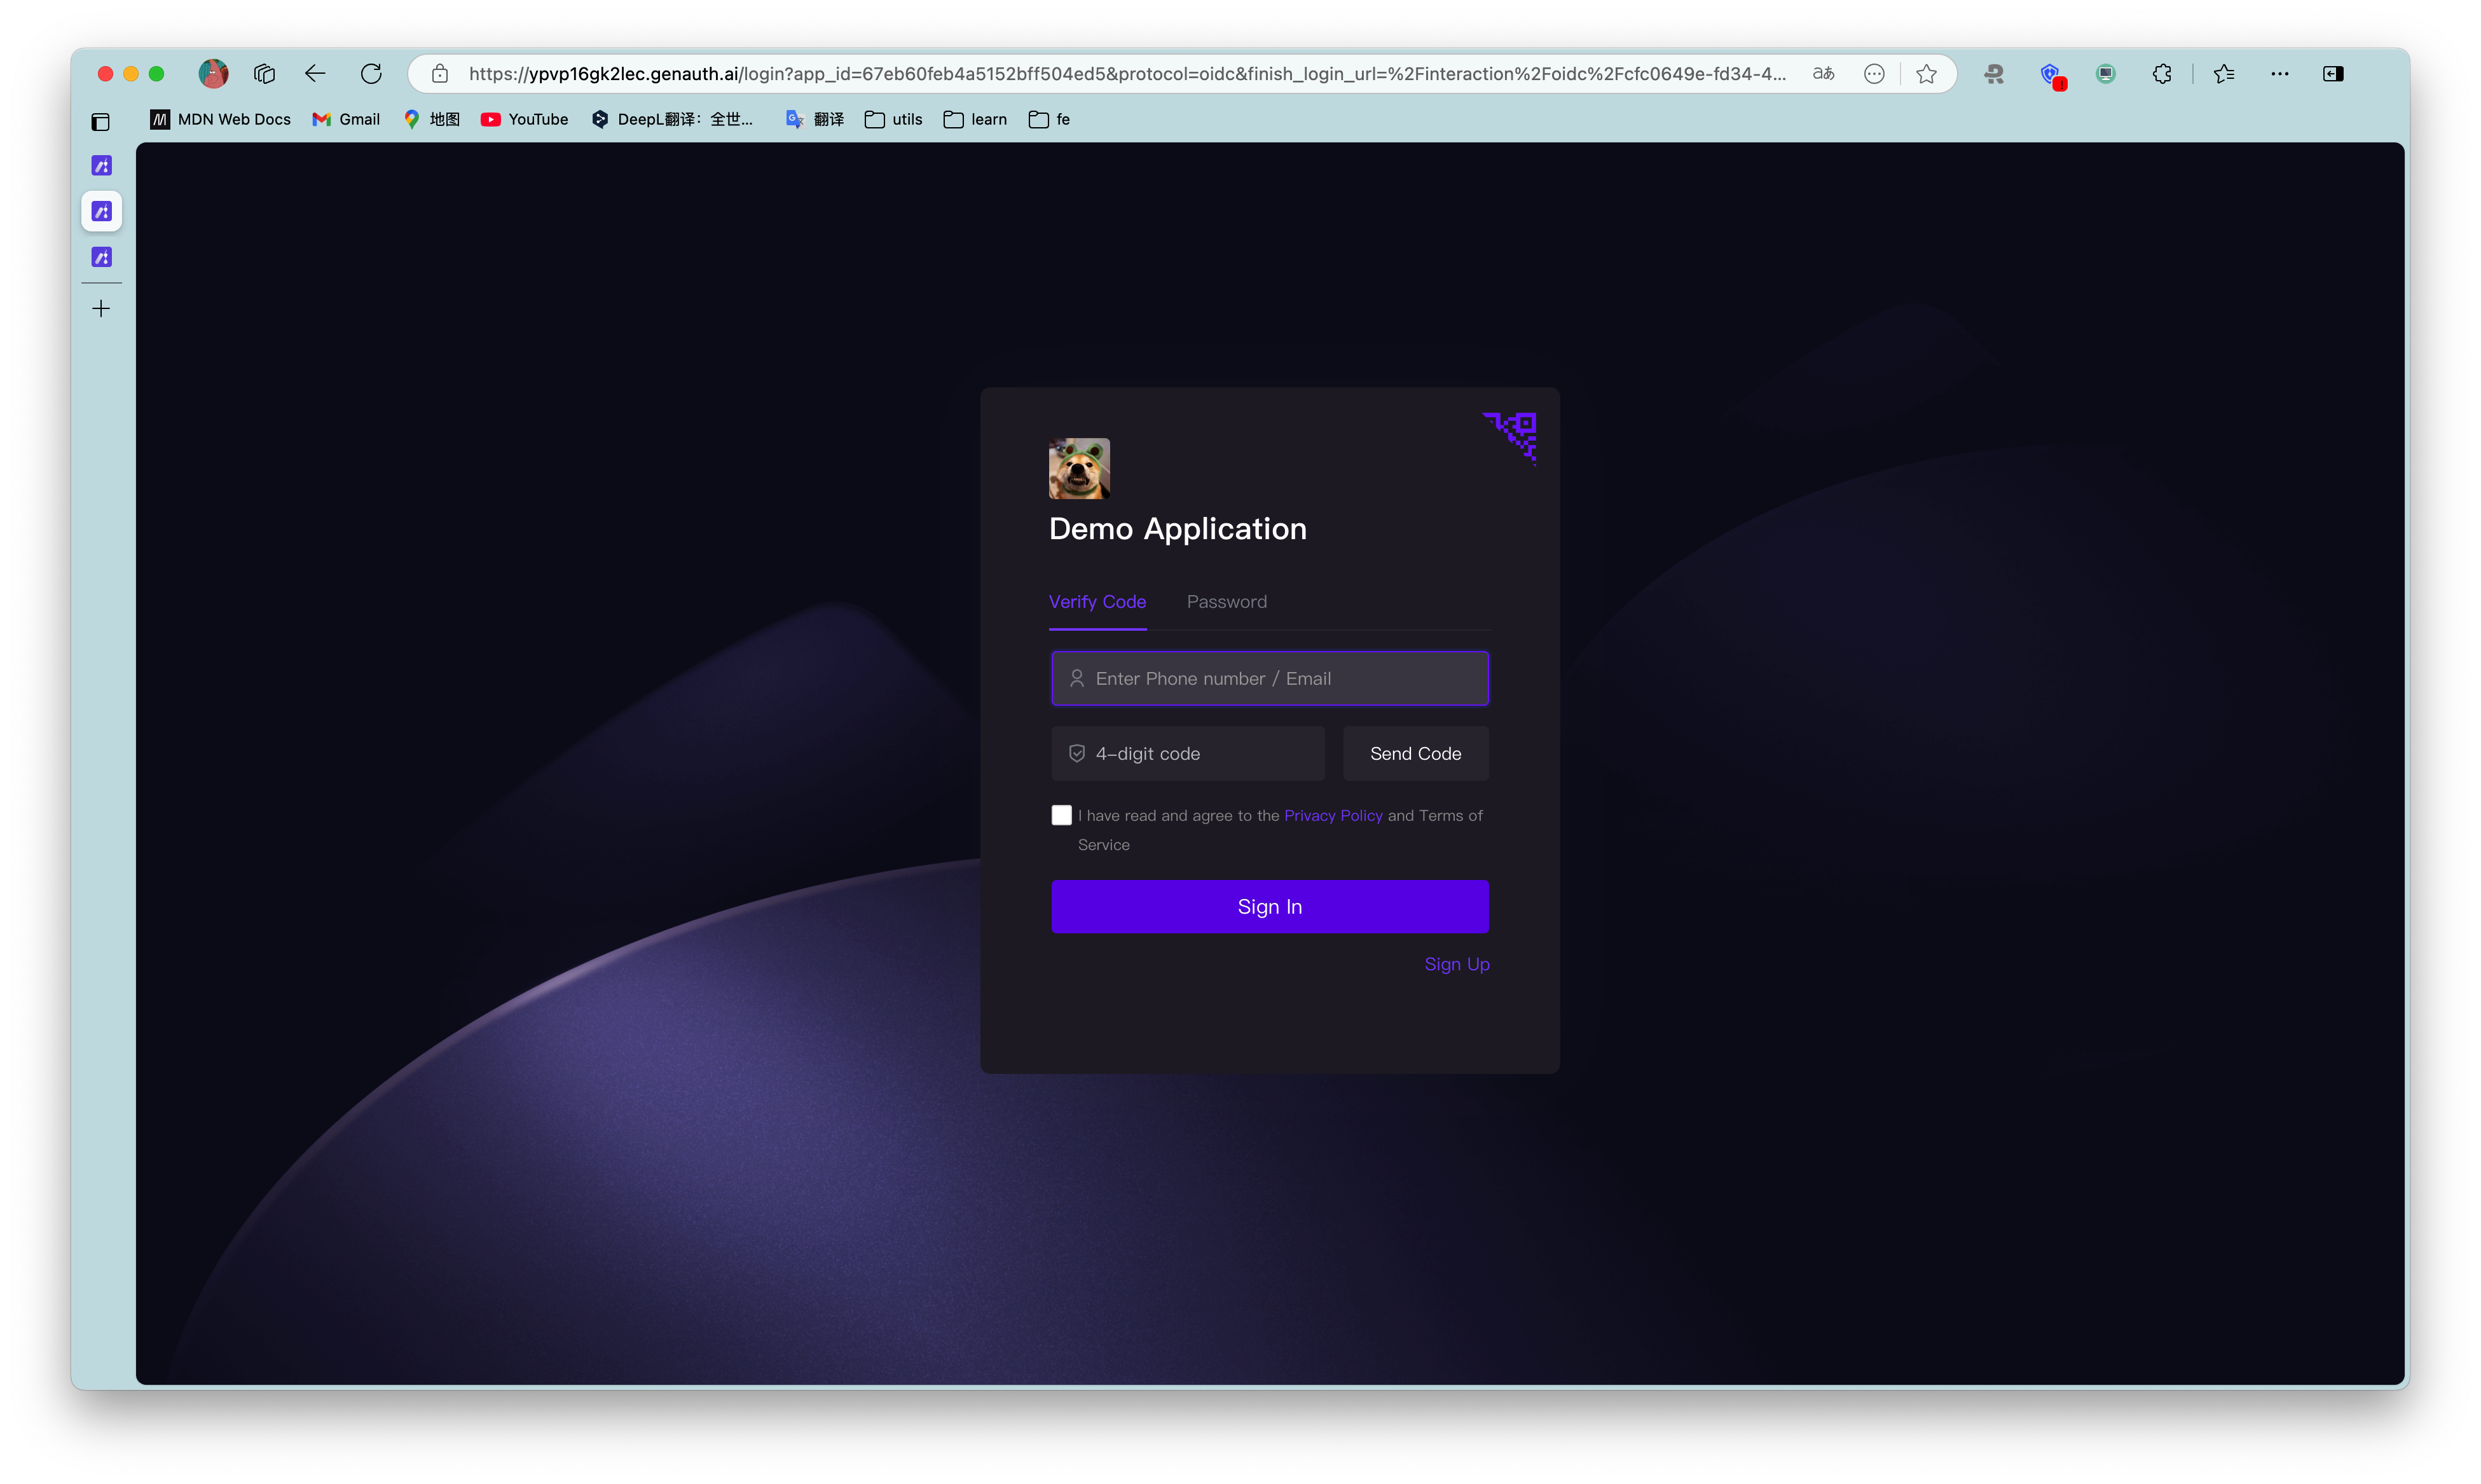 https://ypvp16gk2lec.genauth.ai/login?app_id=67eb60feb4a5152bff504ed5&protocol=oidc&finish_login_url=%2Finteraction%2Foidc%2Fcfc0649e-fd34-4...
MDN Web Docs Gmail 地图 YouTube DeepL翻译：全世... 翻译 utils learn fe
Demo Application
Verify Code Password
Enter Phone number / Email
4-digit code Send Code
I have read and agree to the Privacy Policy and Terms of
Service
Sign In
Sign Up